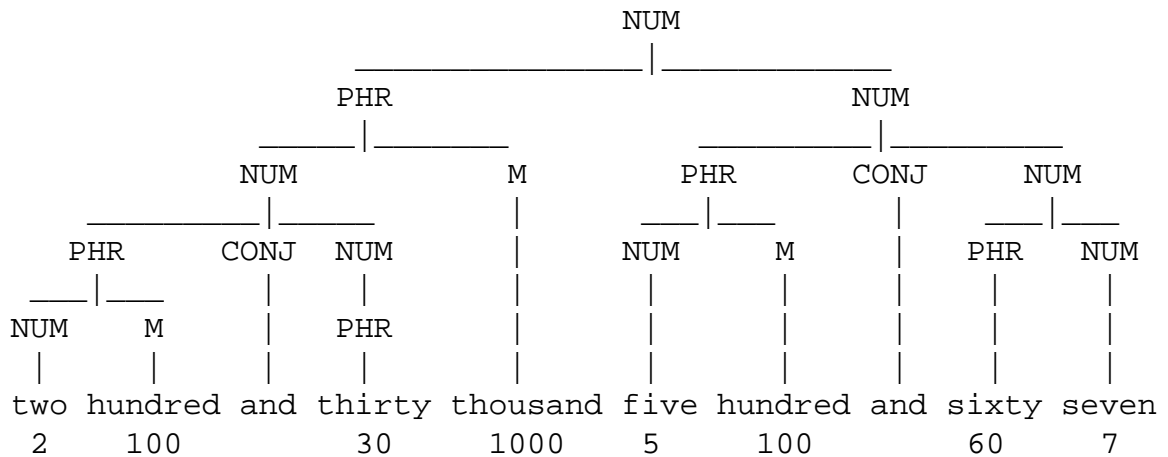 NUM
PHR NUM
NUM M PHR CONJ NUM
PHR CONJ NUM NUM M PHR NUM
NUM M PHR
two hundred and thirty thousand five hundred and sixty seven
2 100 30 1000 5 100 60 7